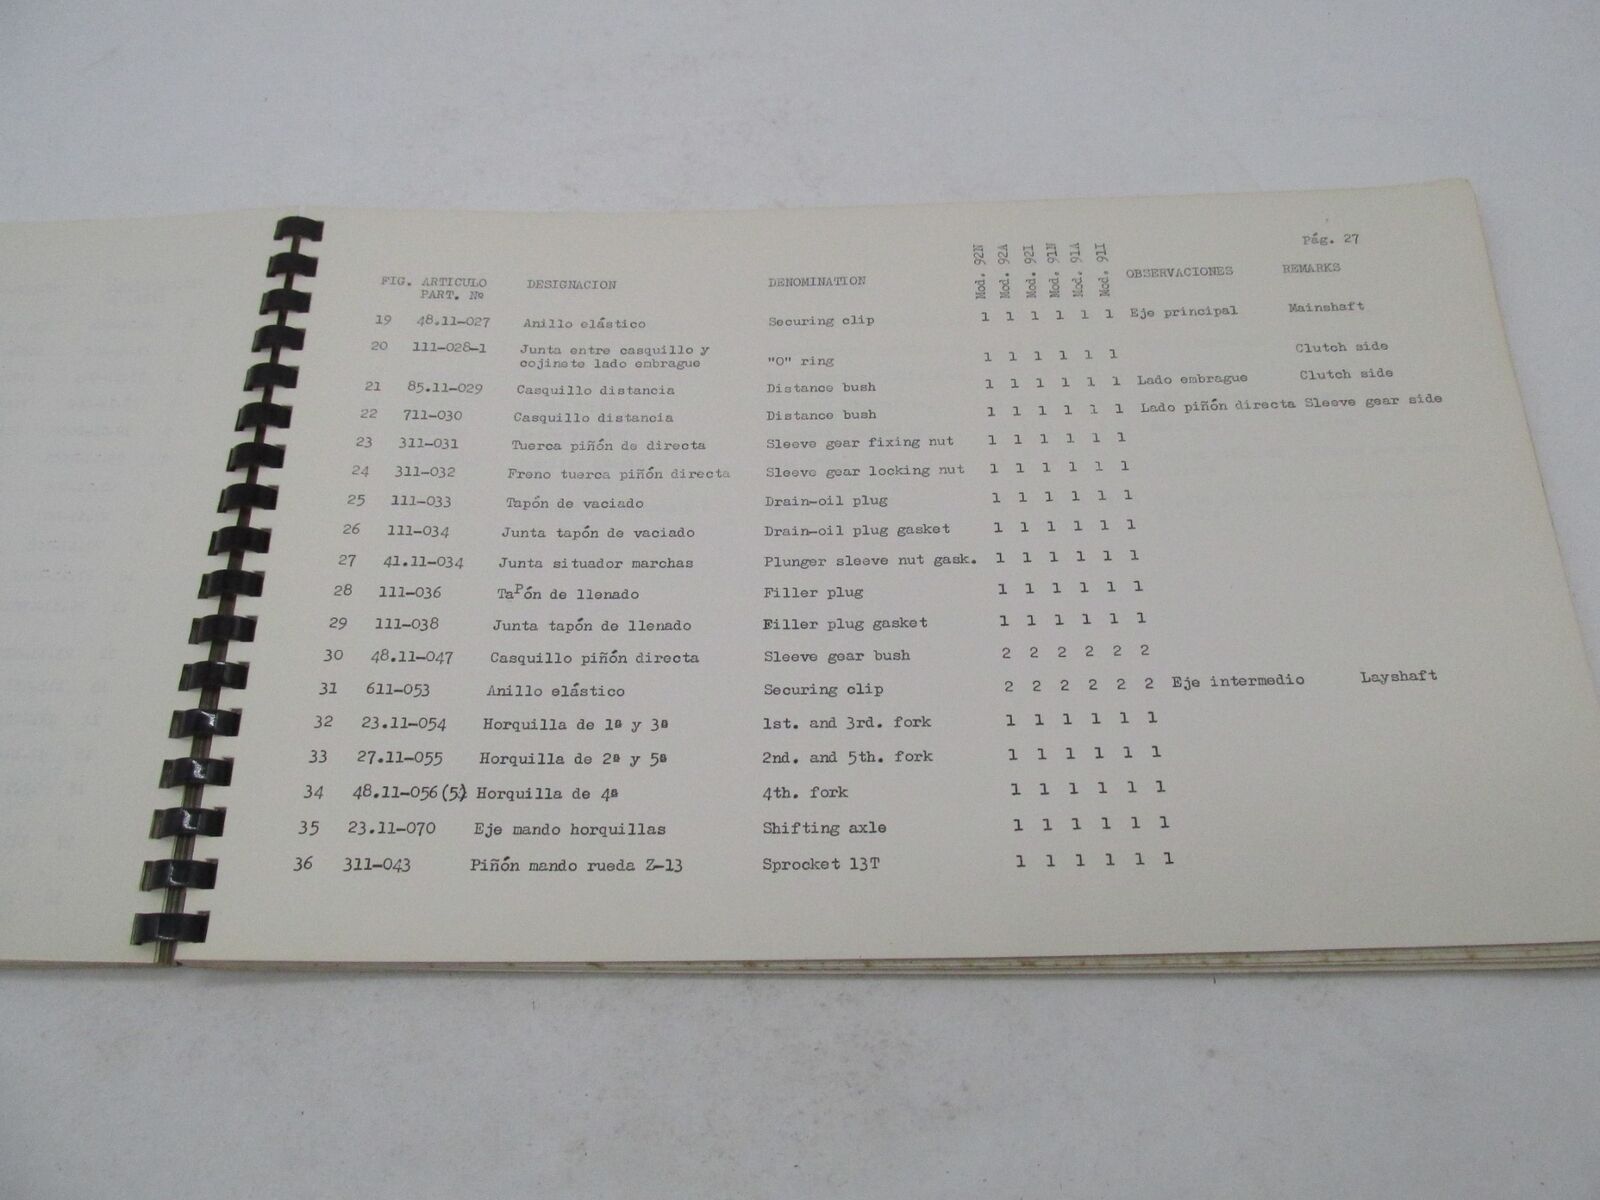 Pág. 27
FIG. ARTICULO DESIGNACION DENOMINATION Mod. 92N Mod. 92A Mod. 92I Mod. 91N Mod. 91A Mod. 91I OBSERVACIONES REMARKS
PART. Nº
19 48.11-027 Anillo elástico Securing clip 1 1 1 1 1 1 Eje principal Mainshaft
20 111-028-1 Junta entre casquillo y
cojinete lado embrague "O" ring 1 1 1 1 1 1 Clutch side
21 85.11-029 Casquillo distancia Distance bush 1 1 1 1 1 1 Lado embrague Clutch side
22 711-030 Casquillo distancia Distance bush 1 1 1 1 1 1 Lado piñón directa Sleeve gear side
23 311-031 Tuerca piñón de directa Sleeve gear fixing nut 1 1 1 1 1 1
24 311-032 Freno tuerca piñón directa Sleeve gear locking nut 1 1 1 1 1 1
25 111-033 Tapón de vaciado Drain-oil plug 1 1 1 1 1 1
26 111-034 Junta tapón de vaciado Drain-oil plug gasket 1 1 1 1 1 1
27 41.11-034 Junta situador marchas Plunger sleeve nut gask. 1 1 1 1 1 1
28 111-036 Tapón de llenado Filler plug 1 1 1 1 1 1
29 111-038 Junta tapón de llenado Filler plug gasket 1 1 1 1 1 1
30 48.11-047 Casquillo piñón directa Sleeve gear bush 2 2 2 2 2 2
31 611-053 Anillo elástico Securing clip 2 2 2 2 2 2 Eje intermedio Layshaft
32 23.11-054 Horquilla de 1ª y 3ª 1st. and 3rd. fork 1 1 1 1 1 1
33 27.11-055 Horquilla de 2ª y 5ª 2nd. and 5th. fork 1 1 1 1 1 1
34 48.11-056(5) Horquilla de 4ª 4th. fork 1 1 1 1 1 1
35 23.11-070 Eje mando horquillas Shifting axle 1 1 1 1 1 1
36 311-043 Piñón mando rueda Z-13 Sprocket 13T 1 1 1 1 1 1